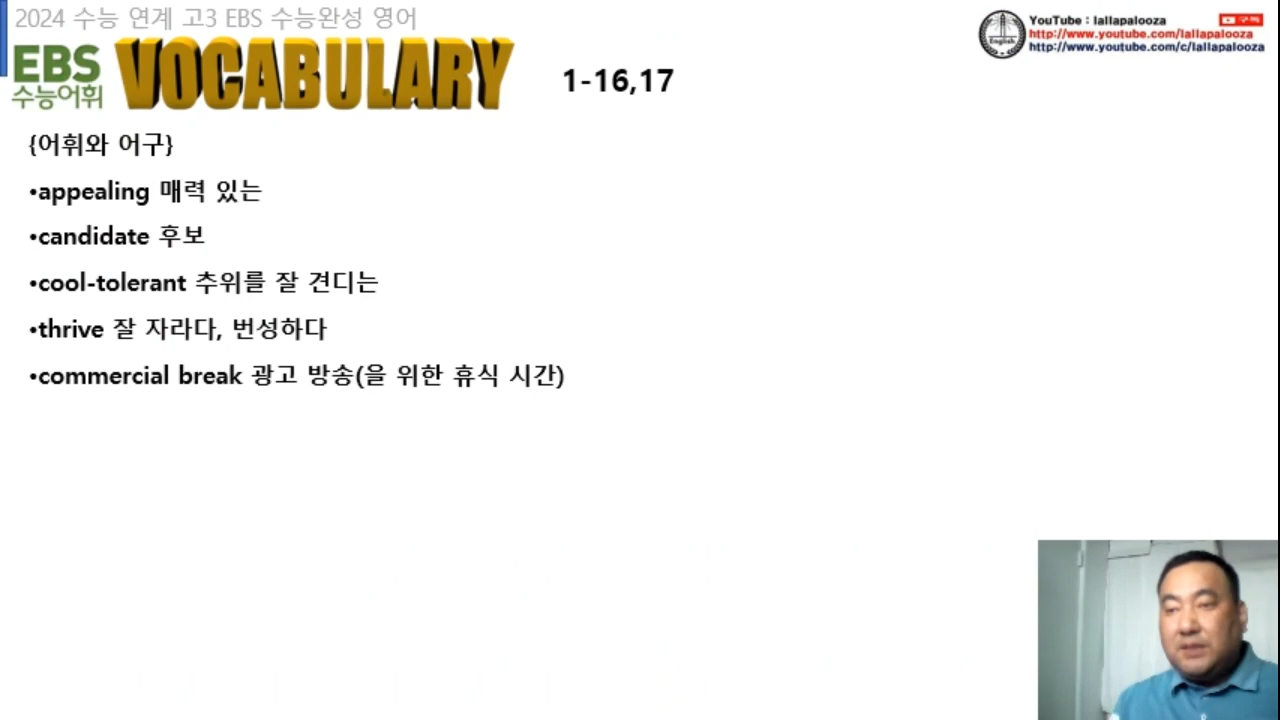 2024 수능 연계 고3 EBS 수능완성 영어
EBS
수능어휘
VOCABULARY
1-16,17
YouTube : lallapalooza
구독
http://www.youtube.com/lallapalooza
http://www.youtube.com/c/lallapalooza
English
{어휘와 어구}
•appealing 매력 있는
•candidate 후보
•cool-tolerant 추위를 잘 견디는
•thrive 잘 자라다, 번성하다
•commercial break 광고 방송(을 위한 휴식 시간)